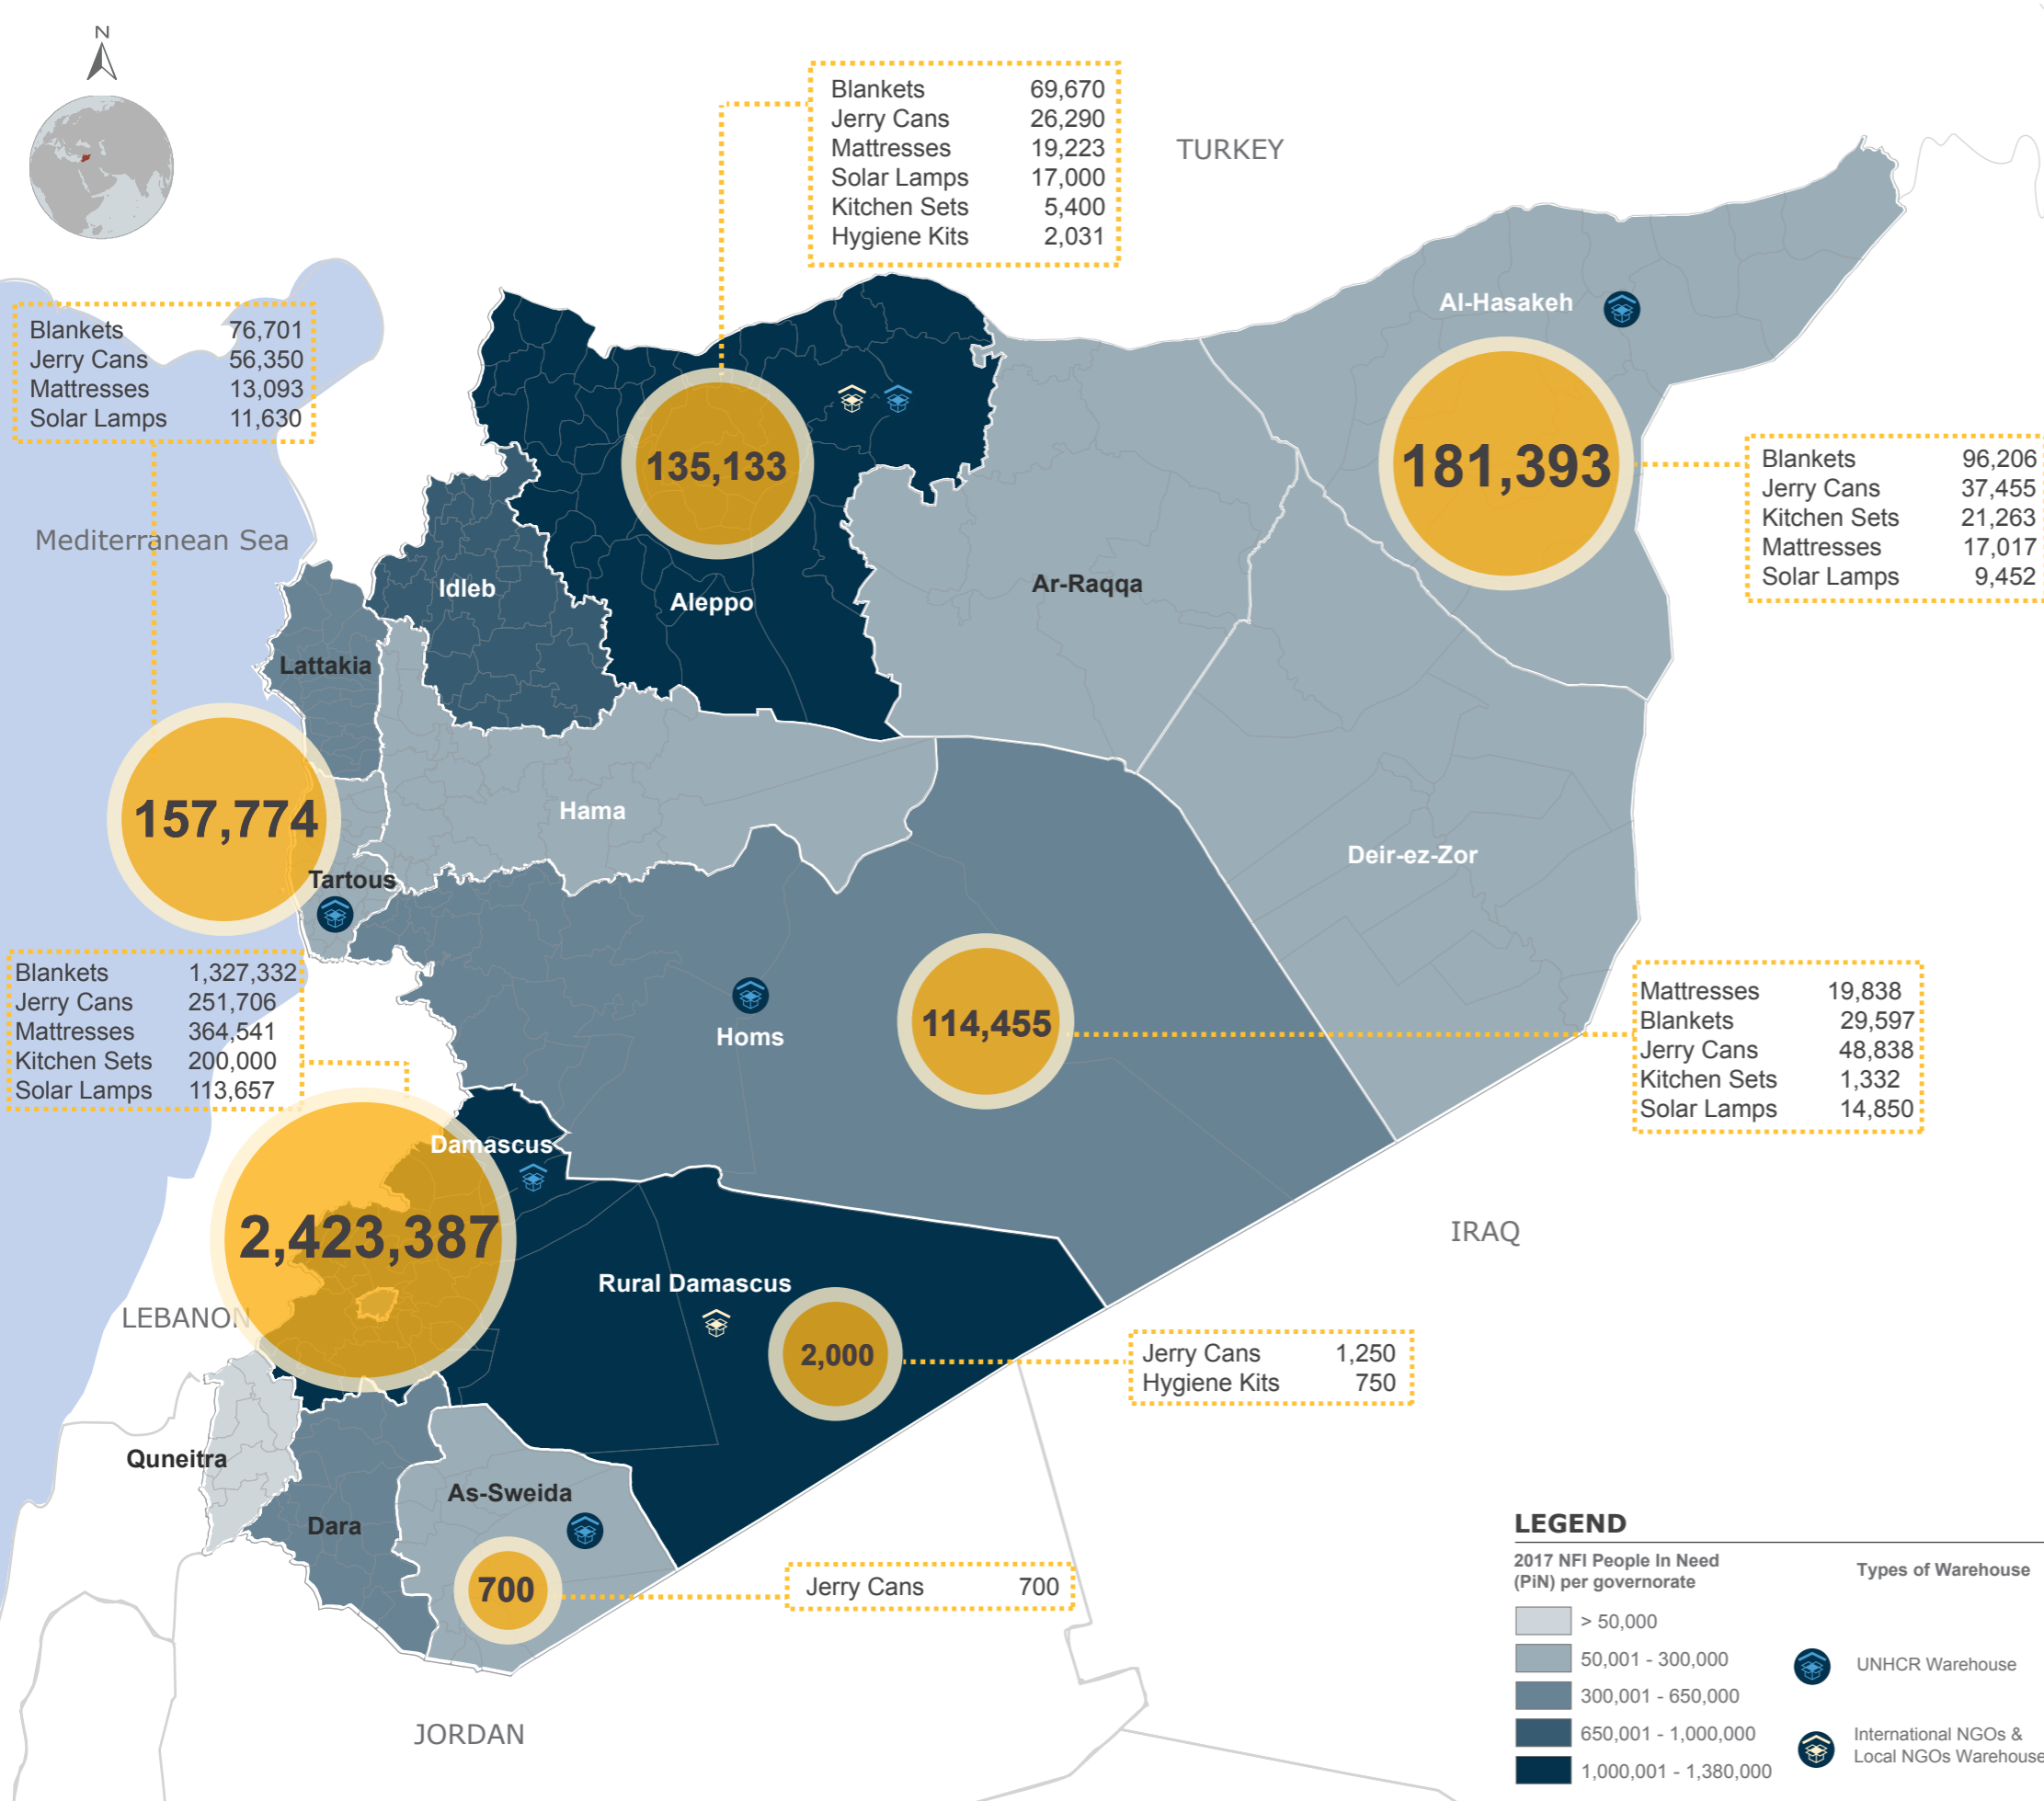 N
Blankets 69,670
Jerry Cans 26,290
Mattresses 19,223
Solar Lamps 17,000
Kitchen Sets 5,400
Hygiene Kits 2,031
TURKEY
Blankets 76,701
Jerry Cans 56,350
Mattresses 13,093
Solar Lamps 11,630
Al-Hasakeh
135,133
181,393
Blankets 96,206
Jerry Cans 37,455
Kitchen Sets 21,263
Mattresses 17,017
Solar Lamps 9,452
Mediterranean Sea
Idleb
Aleppo
Ar-Raqqa
Lattakia
157,774
Hama
Deir-ez-Zor
Tartous
Blankets 1,327,332
Jerry Cans 251,706
Mattresses 364,541
Kitchen Sets 200,000
Solar Lamps 113,657
Homs
114,455
Mattresses 19,838
Blankets 29,597
Jerry Cans 48,838
Kitchen Sets 1,332
Solar Lamps 14,850
Damascus
2,423,387
IRAQ
Rural Damascus
LEBANON
2,000
Jerry Cans 1,250
Hygiene Kits 750
Quneitra
As-Sweida
Dara
700
Jerry Cans 700
JORDAN
LEGEND
2017 NFI People In Need
(PiN) per governorate
> 50,000
50,001 - 300,000
300,001 - 650,000
650,001 - 1,000,000
1,000,001 - 1,380,000
Types of Warehouse
UNHCR Warehouse
International NGOs &
Local NGOs Warehouse